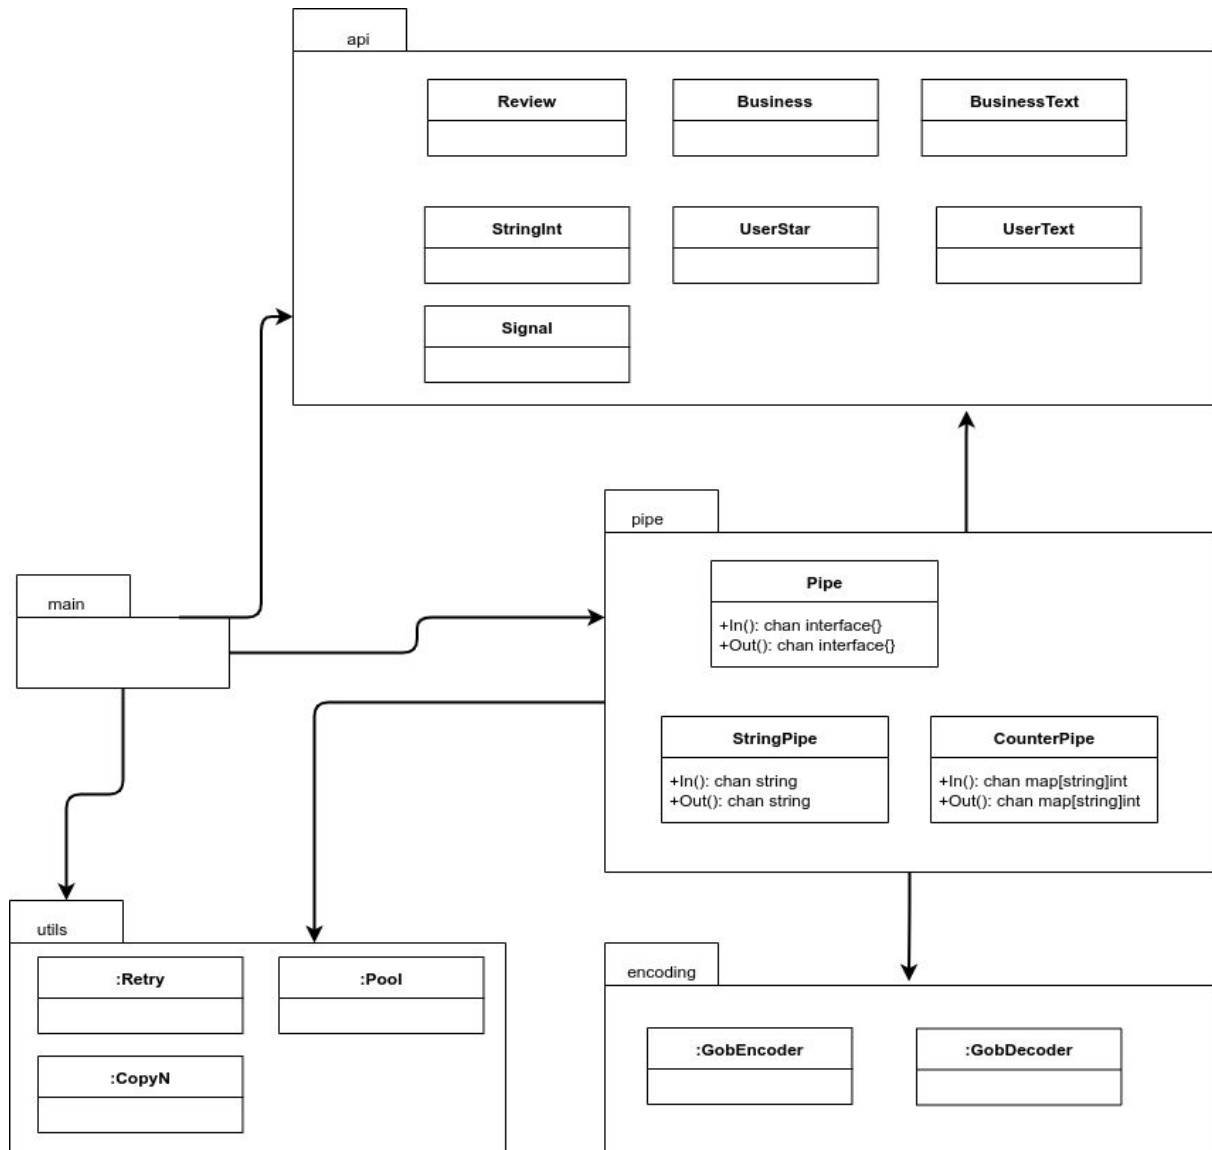 api
Review
Business
BusinessText
StringInt
UserStar
UserText
Signal
pipe
Pipe
+In(): chan interface{}
+Out(): chan interface{}
main
StringPipe
+In(): chan string
+Out(): chan string
CounterPipe
+In(): chan map[string]int
+Out(): chan map[string]int
utils
:Retry
:Pool
:CopyN
encoding
:GobEncoder
:GobDecoder